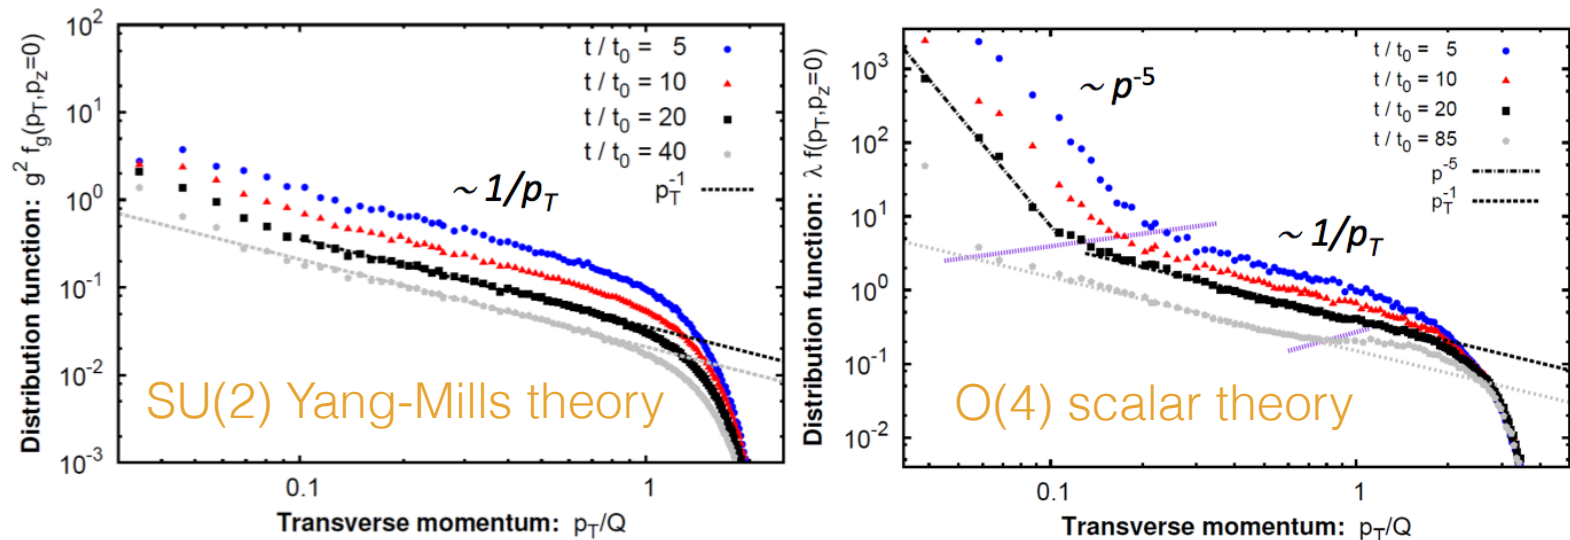 10²
10¹
10⁰
10⁻¹
10⁻²
10⁻³
0.1
1
Distribution function: g² f_g(p_T,p_z=0)
Transverse momentum: p_T/Q
t / t₀ = 5
t / t₀ = 10
t / t₀ = 20
t / t₀ = 40
p_T⁻¹
~ 1/p_T
SU(2) Yang-Mills theory
10³
10²
10¹
10⁰
10⁻¹
10⁻²
0.1
1
Distribution function: λ f(p_T,p_z=0)
Transverse momentum: p_T/Q
t / t₀ = 5
t / t₀ = 10
t / t₀ = 20
t / t₀ = 85
p⁻⁵
p_T⁻¹
~ p⁻⁵
~ 1/p_T
O(4) scalar theory